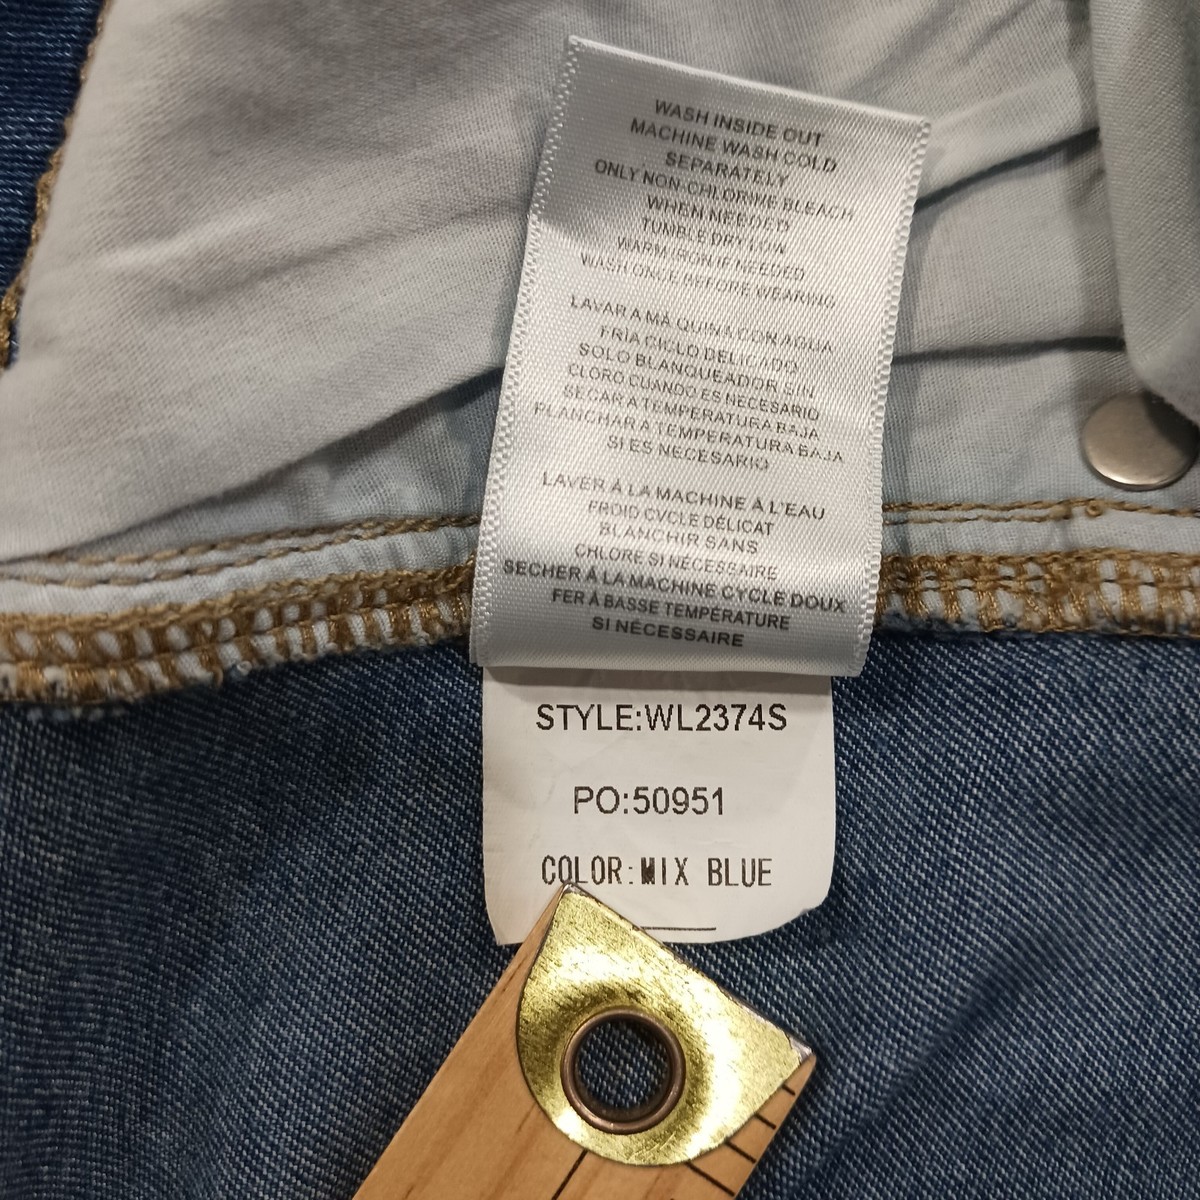 WASH INSIDE OUT
MACHINE WASH COLD
SEPARATELY
ONLY NON-CHLORINE BLEACH
WHEN NEEDED
TUMBLE DRY LOW
WARM IRON IF NEEDED
WASH ONCE BEFORE WEARING
LAVAR A MÁ QUINA CON AGUA
FRÍA CICLO DELICADO
SOLO BLANQUEADOR SIN
CLORO CUANDO ES NECESARIO
SECAR A TEMPERATURA BAJA
PLANCHAR A TEMPERATURA BAJA
SI ES NECESARIO
LAVER À LA MACHINE À L'EAU
FROID CYCLE DÉLICAT
BLANCHIR SANS
CHLORE SI NÉCESSAIRE
SECHER À LA MACHINE CYCLE DOUX
FER À BASSE TEMPÉRATURE
SI NÉCESSAIRE
STYLE:WL2374S
PO:50951
COLOR:MIX BLUE